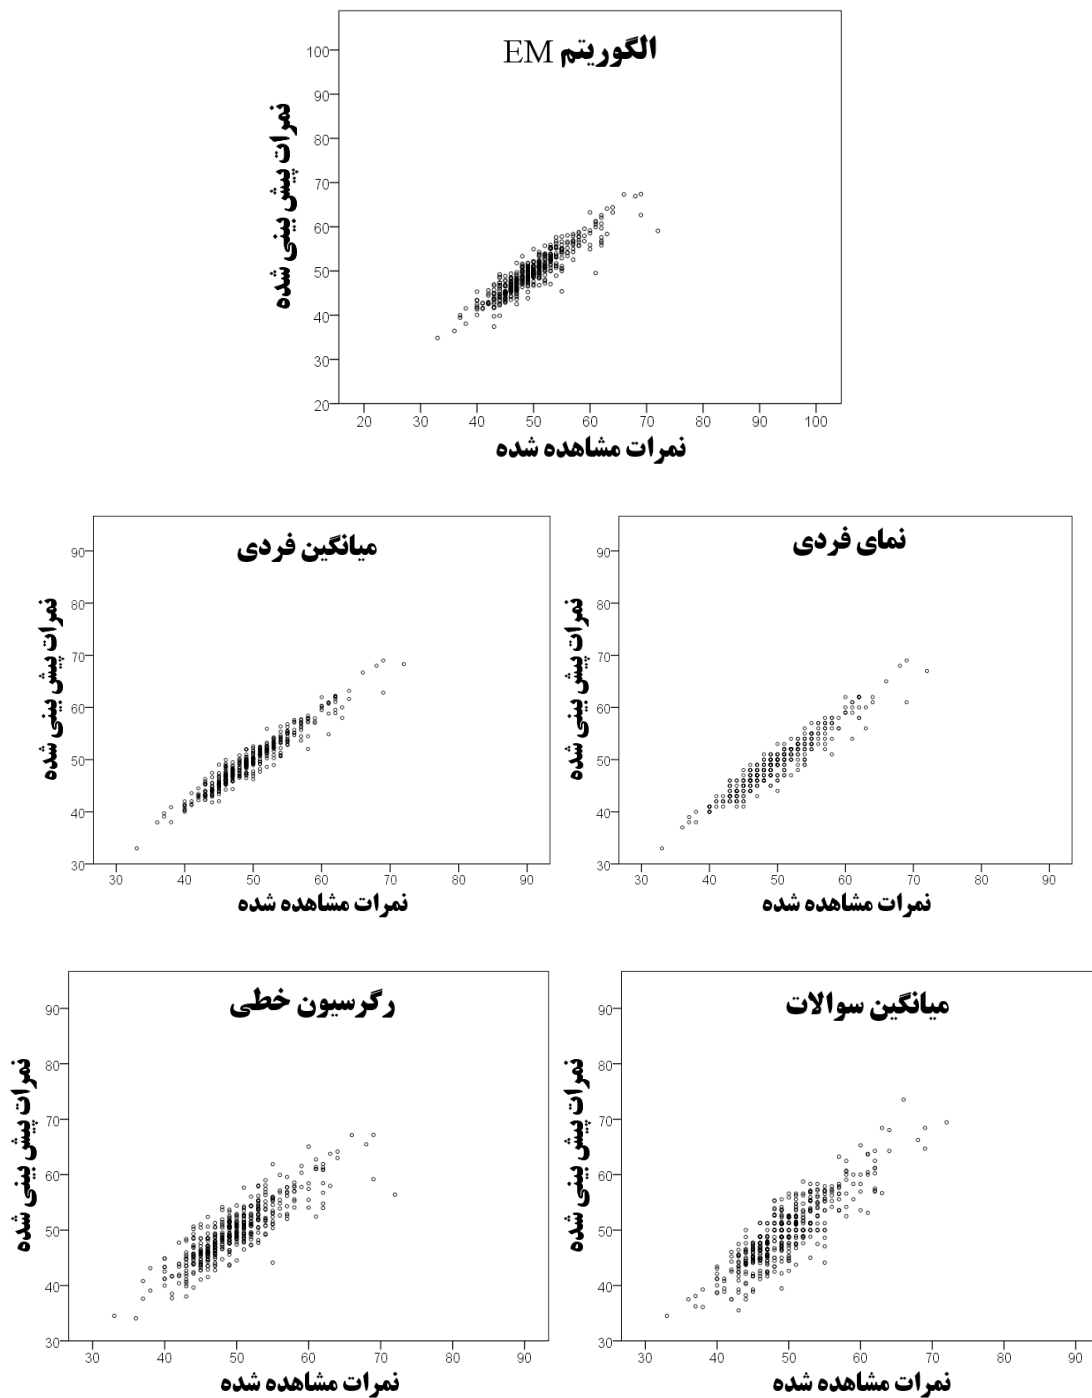 الگوریتم EM
100
90
80
70
60
50
40
30
20
نمرات پیش بینی شده
20 30 40 50 60 70 80 90 100
نمرات مشاهده شده
میانگین فردی
90
80
70
60
50
40
30
نمرات پیش بینی شده
30 40 50 60 70 80 90
نمرات مشاهده شده
نمای فردی
90
80
70
60
50
40
30
نمرات پیش بینی شده
30 40 50 60 70 80 90
نمرات مشاهده شده
رگرسیون خطی
90
80
70
60
50
40
30
نمرات پیش بینی شده
30 40 50 60 70 80 90
نمرات مشاهده شده
میانگین سوالات
90
80
70
60
50
40
30
نمرات پیش بینی شده
30 40 50 60 70 80 90
نمرات مشاهده شده